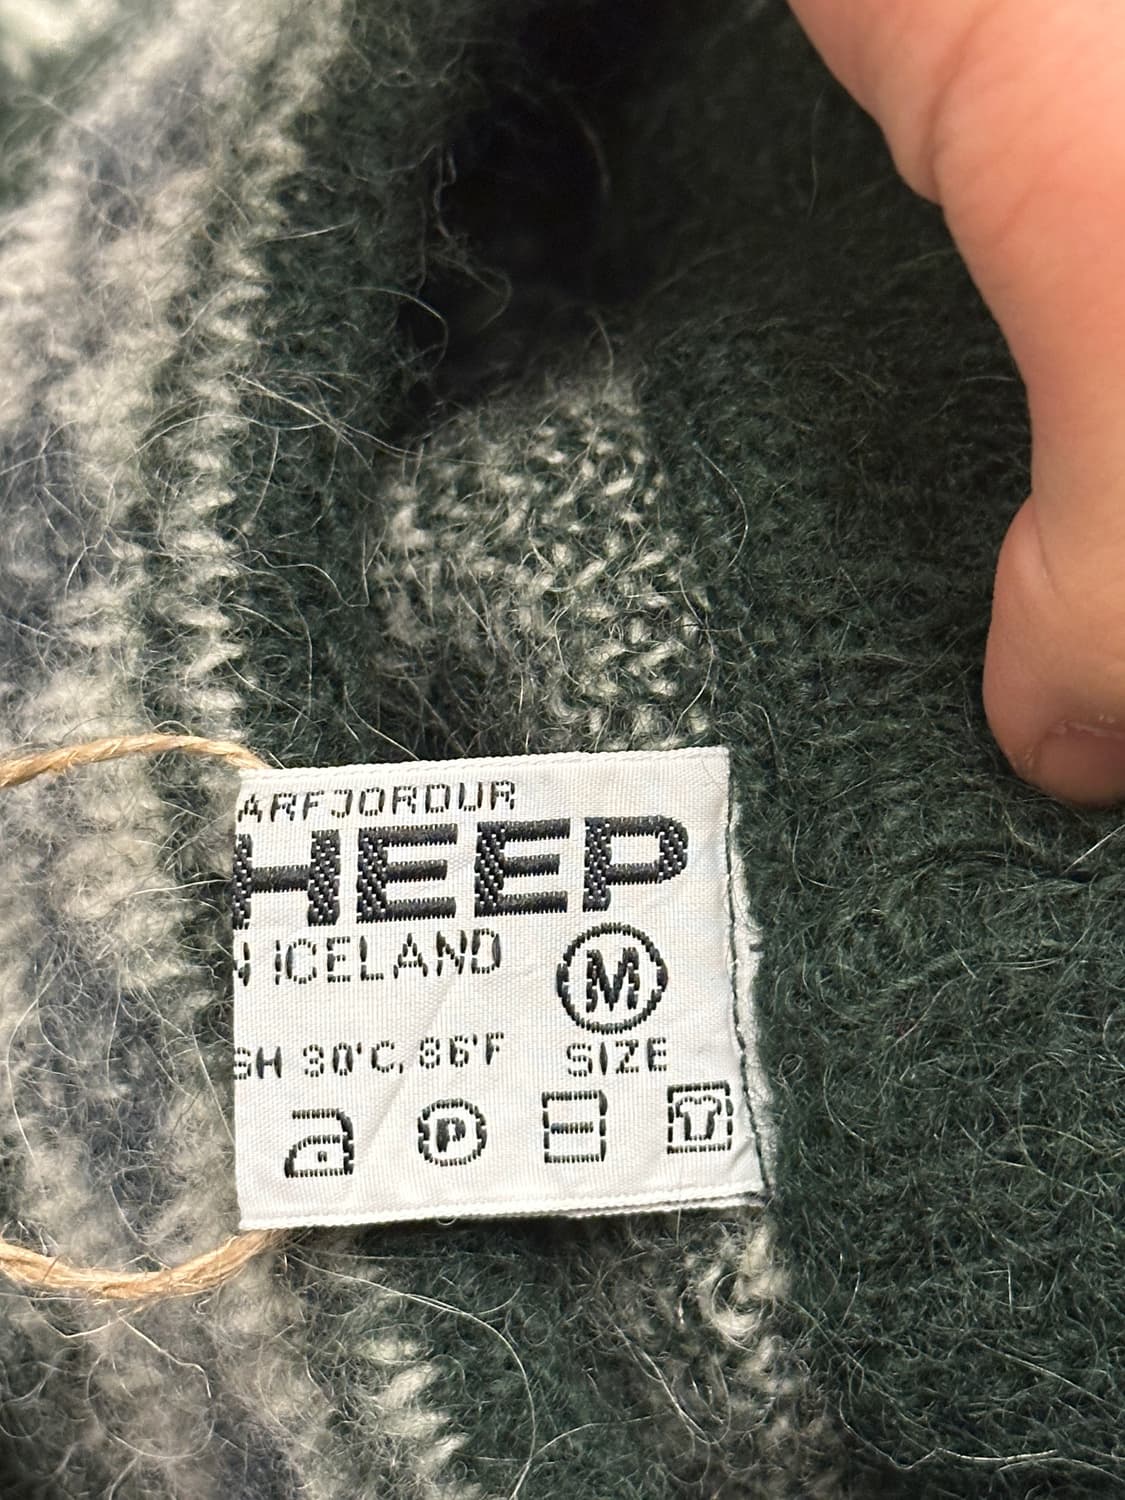 ARFJORDUR
HEEP
N ICELAND
M
SH 30'C, 86'F
SIZE
P